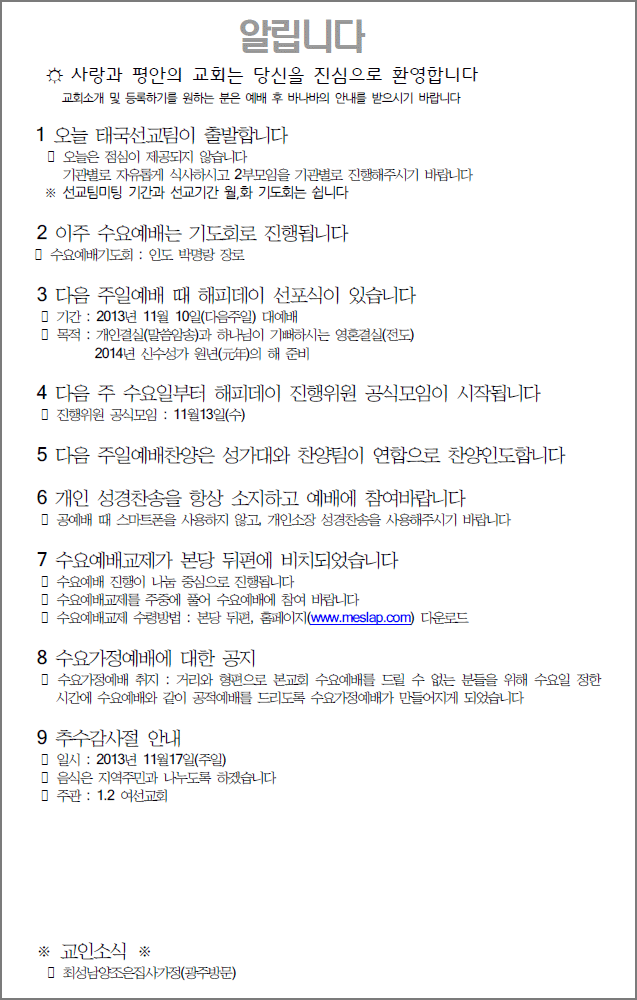 알립니다
☼ 사랑과 평안의 교회는 당신을 진심으로 환영합니다
교회소개 및 등록하기를 원하는 분은 예배 후 바나바의 안내를 받으시기 바랍니다
1 오늘 태국선교팀이 출발합니다
▯ 오늘은 점심이 제공되지 않습니다
기관별로 자유롭게 식사하시고 2부모임을 기관별로 진행해주시기 바랍니다
※ 선교팀미팅 기간과 선교기간 월,화 기도회는 쉽니다
2 이주 수요예배는 기도회로 진행됩니다
▯ 수요예배기도회 : 인도 박명랑 장로
3 다음 주일예배 때 해피데이 선포식이 있습니다
▯ 기간 : 2013년 11월 10일(다음주일) 대예배
▯ 목적 : 개인결실(말씀암송)과 하나님이 기뻐하시는 영혼결실(전도)
2014년 신수성가 원년(元年)의 해 준비
4 다음 주 수요일부터 해피데이 진행위원 공식모임이 시작됩니다
▯ 진행위원 공식모임 : 11월13일(수)
5 다음 주일예배찬양은 성가대와 찬양팀이 연합으로 찬양인도합니다
6 개인 성경찬송을 항상 소지하고 예배에 참여바랍니다
▯ 공예배 때 스마트폰을 사용하지 않고, 개인소장 성경찬송을 사용해주시기 바랍니다
7 수요예배교제가 본당 뒤편에 비치되었습니다
▯ 수요예배 진행이 나눔 중심으로 진행됩니다
▯ 수요예배교제를 주중에 풀어 수요예배에 참여 바랍니다
▯ 수요예배교제 수령방법 : 본당 뒤편, 홈페이지(www.meslap.com) 다운로드
8 수요가정예배에 대한 공지
▯ 수요가정예배 취지 : 거리와 형편으로 본교회 수요예배를 드릴 수 없는 분들을 위해 수요일 정한
시간에 수요예배와 같이 공적예배를 드리도록 수요가정예배가 만들어지게 되었습니다
9 추수감사절 안내
▯ 일시 : 2013년 11월17일(주일)
▯ 음식은 지역주민과 나누도록 하겠습니다
▯ 주관 : 1.2 여선교회
※ 교인소식 ※
▯ 최성남양조은집사가정(광주방문)